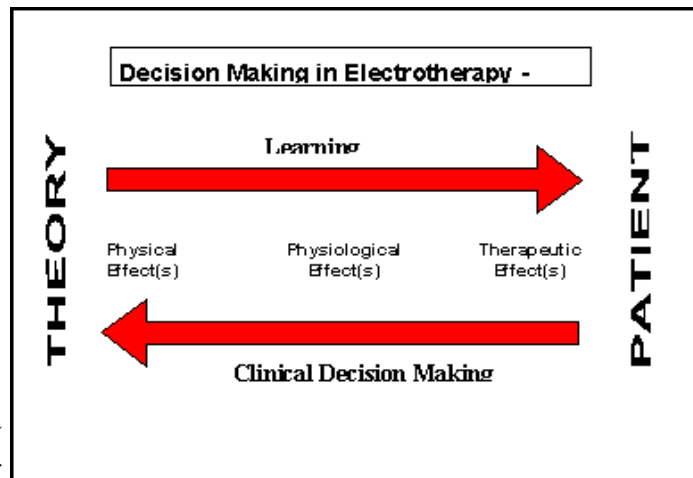 Decision Making in Electrotherapy -
THEORY
Learning
Physical Effect(s)
Physiological Effect(s)
Therapeutic Effect(s)
Clinical Decision Making
PATIENT